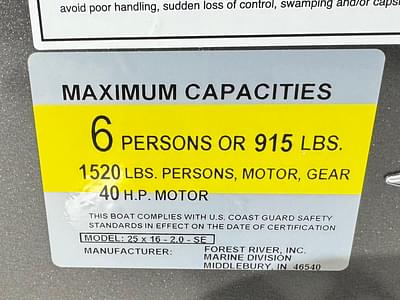 avoid poor handling, sudden loss of control, swamping and/or caps
MAXIMUM CAPACITIES
6 PERSONS OR 915 LBS.
1520 LBS. PERSONS, MOTOR, GEAR
40 H.P. MOTOR
THIS BOAT COMPLIES WITH U.S. COAST GUARD SAFETY
STANDARDS IN EFFECT ON THE DATE OF CERTIFICATION
MODEL: 25 x 16 - 2.0 - SE
MANUFACTURER: FOREST RIVER, INC.
MARINE DIVISION
MIDDLEBURY, IN 46540